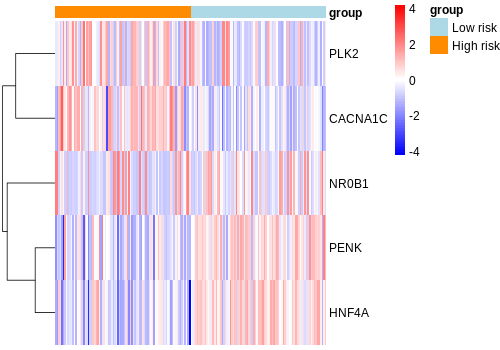 group
PLK2
CACNA1C
NR0B1
PENK
HNF4A
4
2
0
-2
-4
group
Low risk
High risk